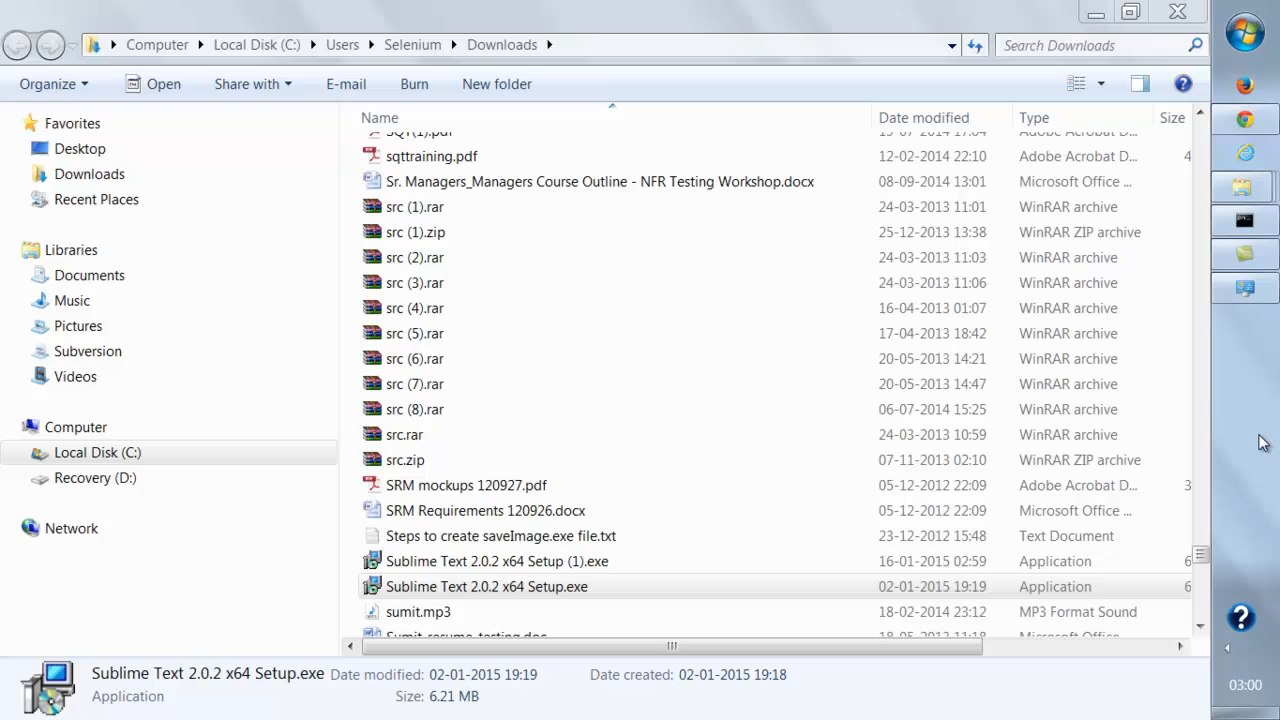 Computer Local Disk (C:) Users Selenium Downloads Search Downloads
Organize Open Share with E-mail Burn New folder
Favorites
Desktop
Downloads
Recent Places
Libraries
Documents
Music
Pictures
Subversion
Videos
Computer
Local Disk (C:)
Recovery (D:)
Network
Name Date modified Type Size
sqttraining.pdf 12-02-2014 22:10 Adobe Acrobat D... 4
Sr. Managers_Managers Course Outline - NFR Testing Workshop.docx 08-09-2014 13:01 Microsoft Office ...
src (1).rar 24-03-2013 11:01 WinRAR archive
src (1).zip 25-12-2013 13:38 WinRAR ZIP archive
src (2).rar 24-03-2013 11:03 WinRAR archive
src (3).rar 24-03-2013 11:06 WinRAR archive
src (4).rar 16-04-2013 01:07 WinRAR archive
src (5).rar 17-04-2013 18:42 WinRAR archive
src (6).rar 20-05-2013 14:21 WinRAR archive
src (7).rar 20-05-2013 14:47 WinRAR archive
src (8).rar 06-07-2014 15:25 WinRAR archive
src.rar 24-03-2013 10:59 WinRAR archive
src.zip 07-11-2013 02:10 WinRAR ZIP archive
SRM mockups 120927.pdf 05-12-2012 22:09 Adobe Acrobat D... 3
SRM Requirements 120926.docx 05-12-2012 22:09 Microsoft Office ...
Steps to create saveImage.exe file.txt 23-12-2012 15:48 Text Document
Sublime Text 2.0.2 x64 Setup (1).exe 16-01-2015 02:59 Application 6
Sublime Text 2.0.2 x64 Setup.exe 02-01-2015 19:19 Application 6
sumit.mp3 18-02-2014 23:12 MP3 Format Sound
Sublime Text 2.0.2 x64 Setup.exe Date modified: 02-01-2015 19:19 Date created: 02-01-2015 19:18
Application Size: 6.21 MB
03:00